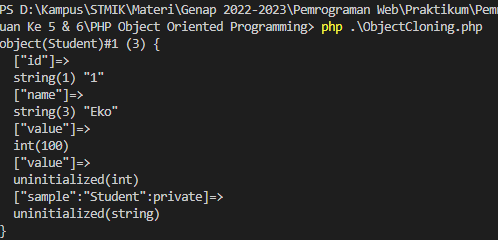 PS D:\Kampus\STMIK\Materi\Genap 2022-2023\Pemrograman Web\Praktikum\Pem
uan Ke 5 & 6\PHP Object Oriented Programming> php .\ObjectCloning.php
object(Student)#1 (3) {
  ["id"]=>
  string(1) "1"
  ["name"]=>
  string(3) "Eko"
  ["value"]=>
  int(100)
  ["value"]=>
  uninitialized(int)
  ["sample":"Student":private]=>
  uninitialized(string)
}